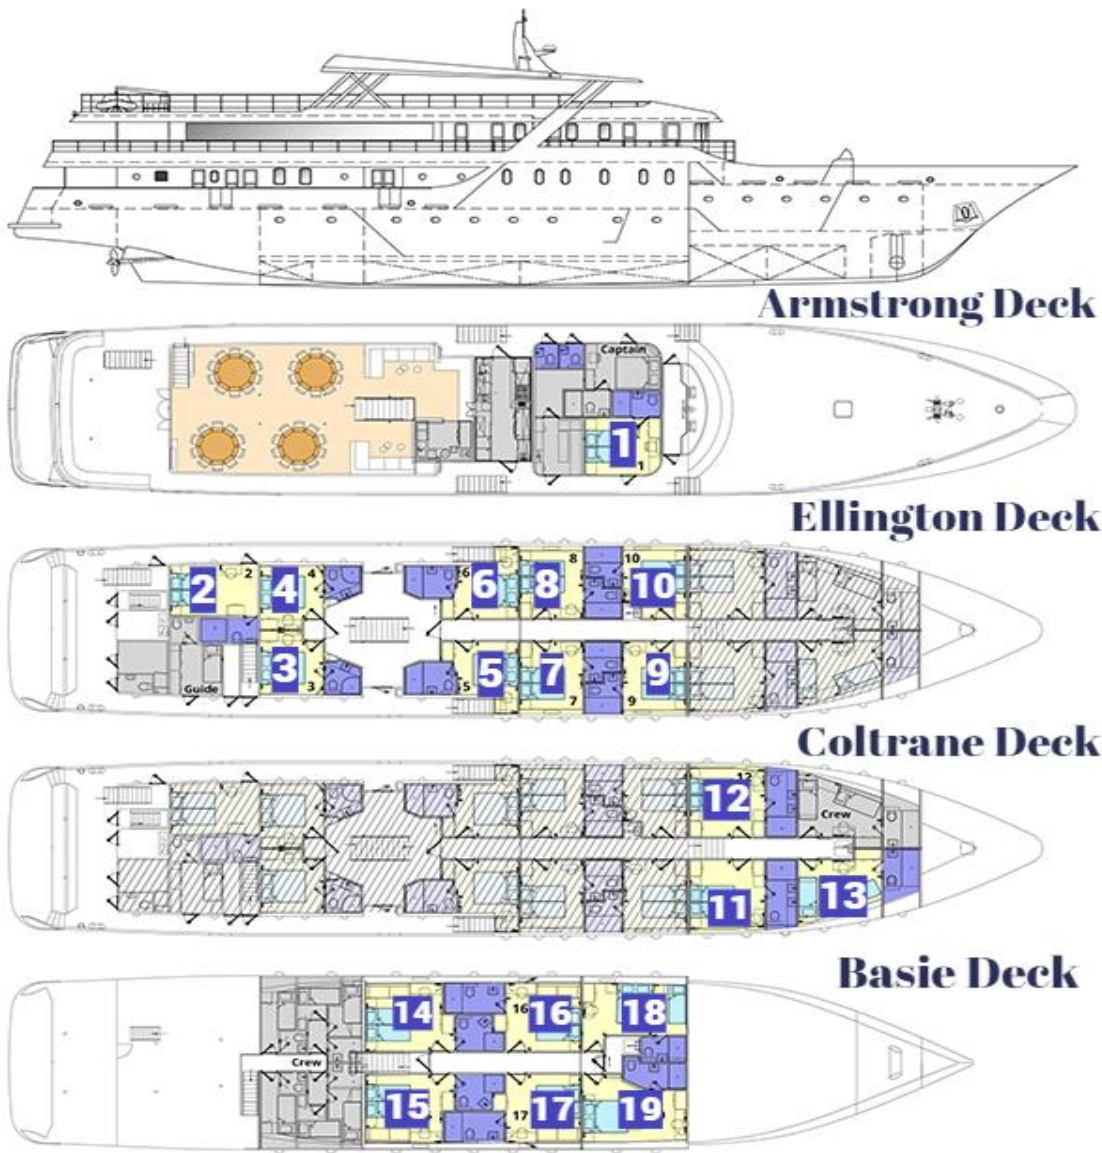 Armstrong Deck
Captain
1
1
Ellington Deck
2 2 4 4 6 6 8 8 10 10
3 3 5 5 7 7 9 9
Guide
Coltrane Deck
12 12
Crew
11 13
Basie Deck
14 16 16 18
Crew
15 17 17 19